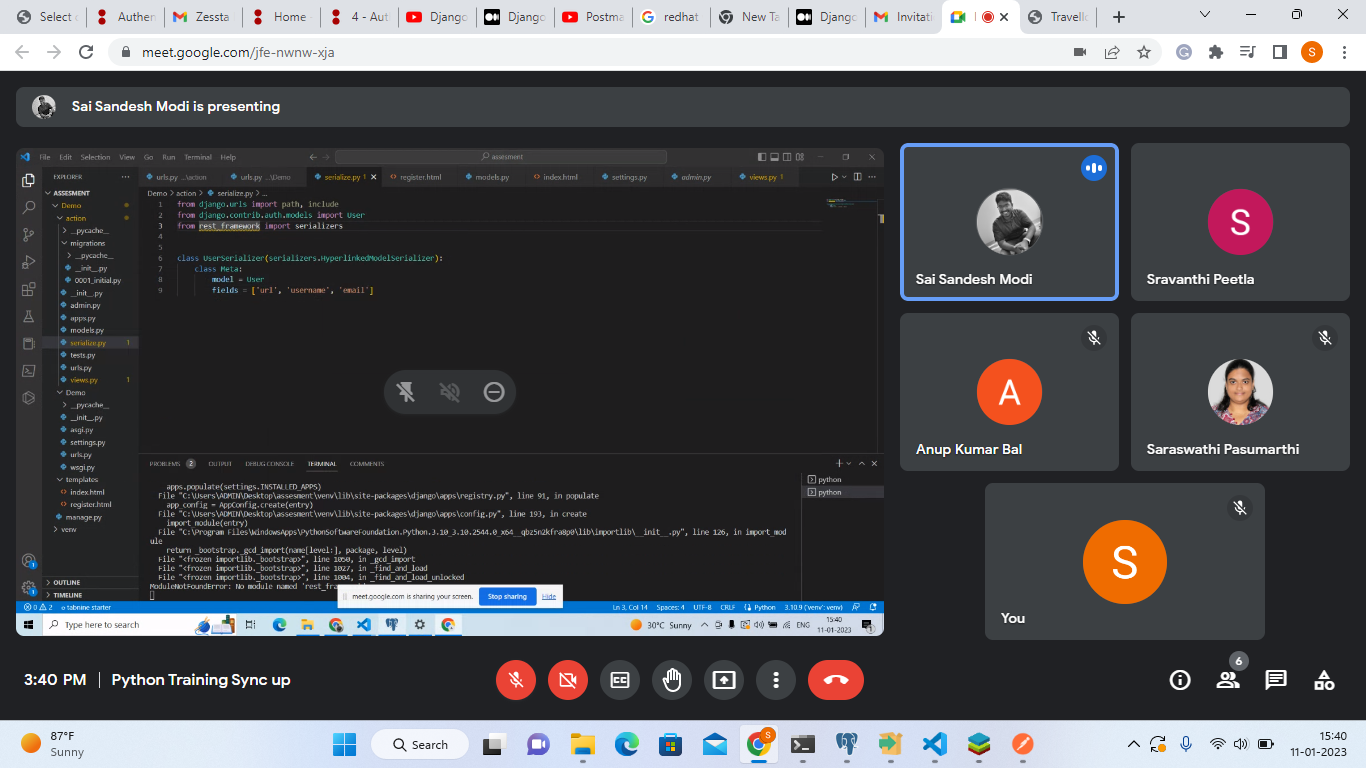 Select c
Authen
Zessta
Home
4 - Aut
Django
Django
Postma
redhat
New Ta
Django
Invitati
Travell
meet.google.com/jfe-nwnw-xja
S
Sai Sandesh Modi is presenting
File Edit Selection View Go Run Terminal Help
assesment
EXPLORER
urls.py ...\action
urls.py ...\Demo
serialize.py 1
register.html
models.py
index.html
settings.py
admin.py
views.py 1
ASSESMENT
Demo
action
__pycache__
migrations
__pycache__
__init__.py
0001_initial.py
__init__.py
admin.py
apps.py
models.py
serialize.py 1
tests.py
urls.py
views.py 1
Demo
__pycache__
__init__.py
asgi.py
settings.py
urls.py
wsgi.py
templates
index.html
register.html
manage.py
venv
OUTLINE
TIMELINE
Demo > action > serialize.py > ...
1 from django.urls import path, include
2 from django.contrib.auth.models import User
3 from rest_framework import serializers
4
5
6 class UserSerializer(serializers.HyperlinkedModelSerializer):
7 class Meta:
8 model = User
9 fields = ['url', 'username', 'email']
PROBLEMS 2 OUTPUT DEBUG CONSOLE TERMINAL COMMENTS
python
python
apps.populate(settings.INSTALLED_APPS)
File "C:\Users\ADMIN\Desktop\assesment\venv\lib\site-packages\django\apps\registry.py", line 91, in populate
app_config = AppConfig.create(entry)
File "C:\Users\ADMIN\Desktop\assesment\venv\lib\site-packages\django\apps\config.py", line 193, in create
import_module(entry)
File "C:\Program Files\WindowsApps\PythonSoftwareFoundation.Python.3.10_3.10.2544.0_x64__qbz5n2kfra8p0\lib\importlib\__init__.py", line 126, in import_mod
ule
return _bootstrap._gcd_import(name[level:], package, level)
File "<frozen importlib._bootstrap>", line 1050, in _gcd_import
File "<frozen importlib._bootstrap>", line 1027, in _find_and_load
File "<frozen importlib._bootstrap>", line 1004, in _find_and_load_unlocked
ModuleNotFoundError: No module named 'rest_fra
meet.google.com is sharing your screen. Stop sharing Hide
0 2 tabnine starter
Ln 3, Col 14 Spaces: 4 UTF-8 CRLF Python 3.10.9 ('venv': venv)
Type here to search
30°C Sunny
ENG
15:40
11-01-2023
1
Sai Sandesh Modi
S
Sravanthi Peetla
A
Anup Kumar Bal
Saraswathi Pasumarthi
S
You
3:40 PM | Python Training Sync up
6
87°F
Sunny
Search
S
15:40
11-01-2023